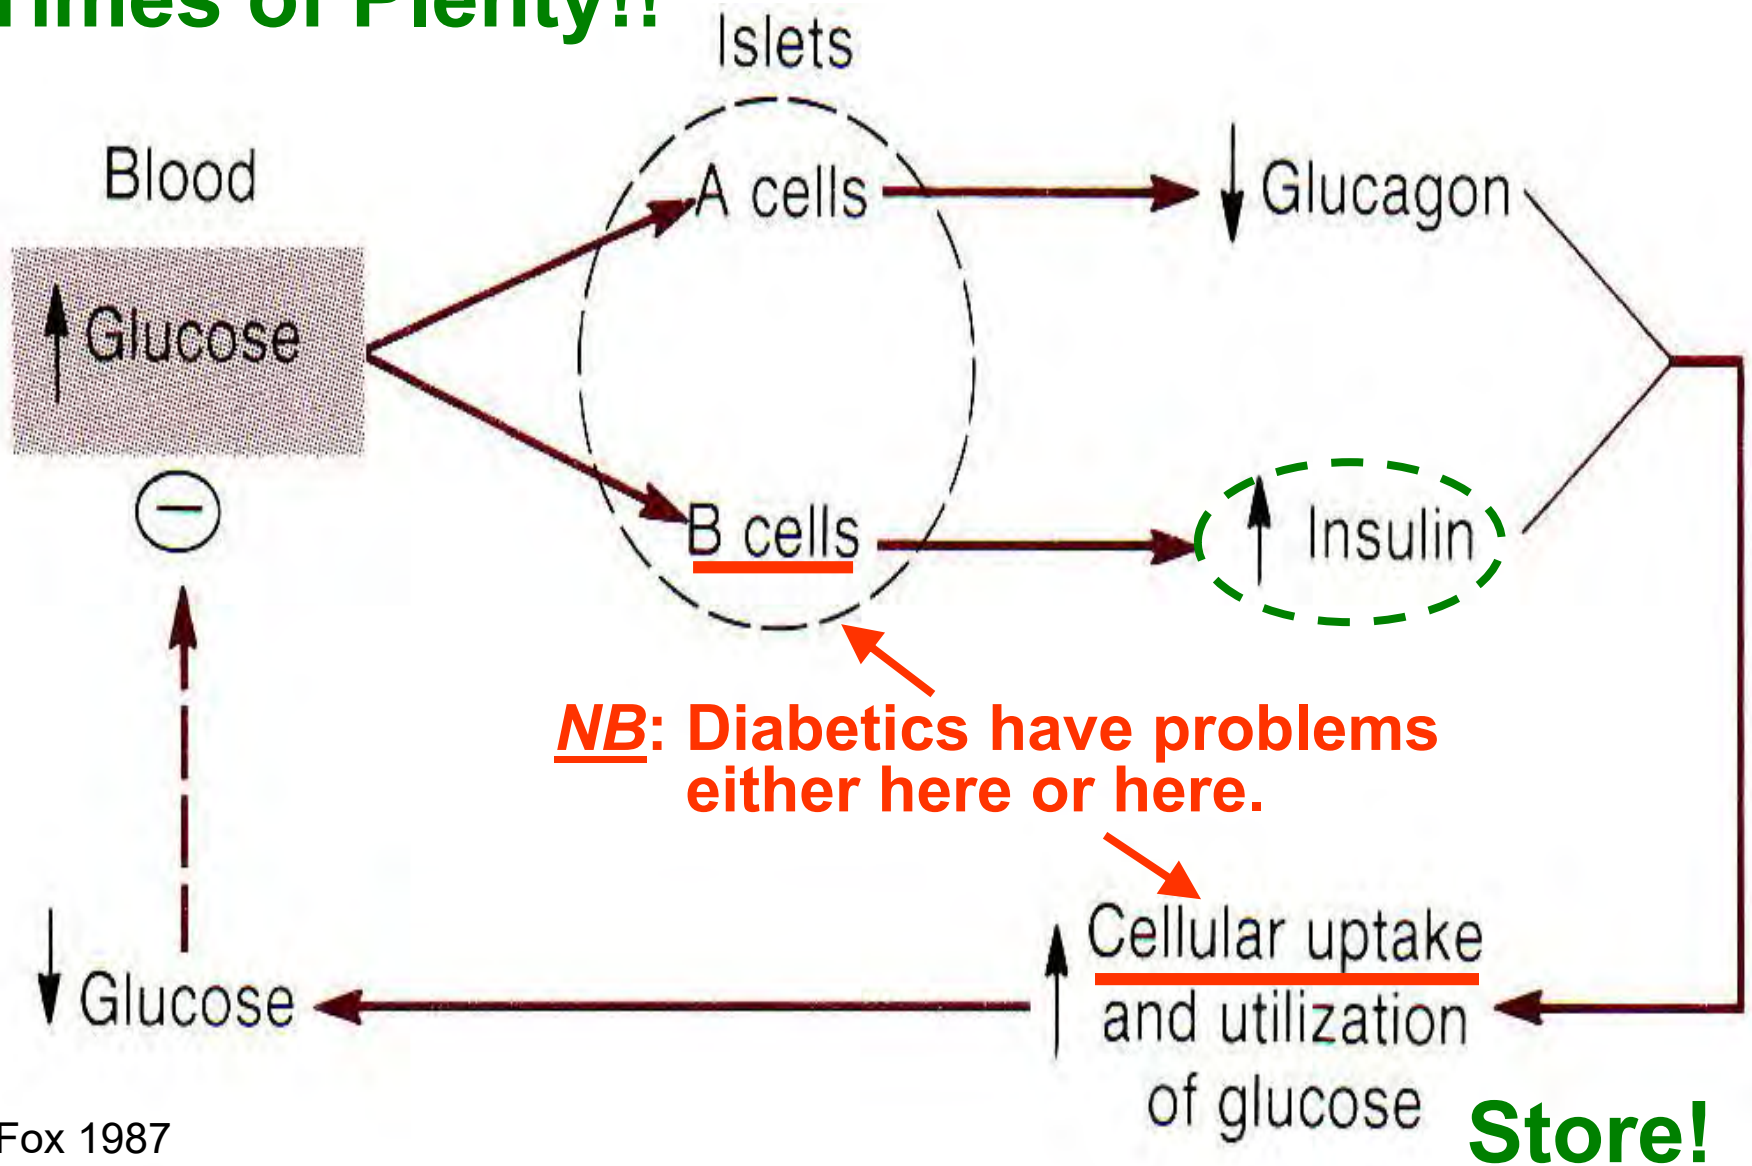 Times of Plenty!!
Islets
Blood
A cells
↓ Glucagon
↑ Glucose
−
B cells
↑ Insulin
NB: Diabetics have problems
either here or here.
↑ Cellular uptake
and utilization
of glucose
↓ Glucose
Store!
Fox 1987